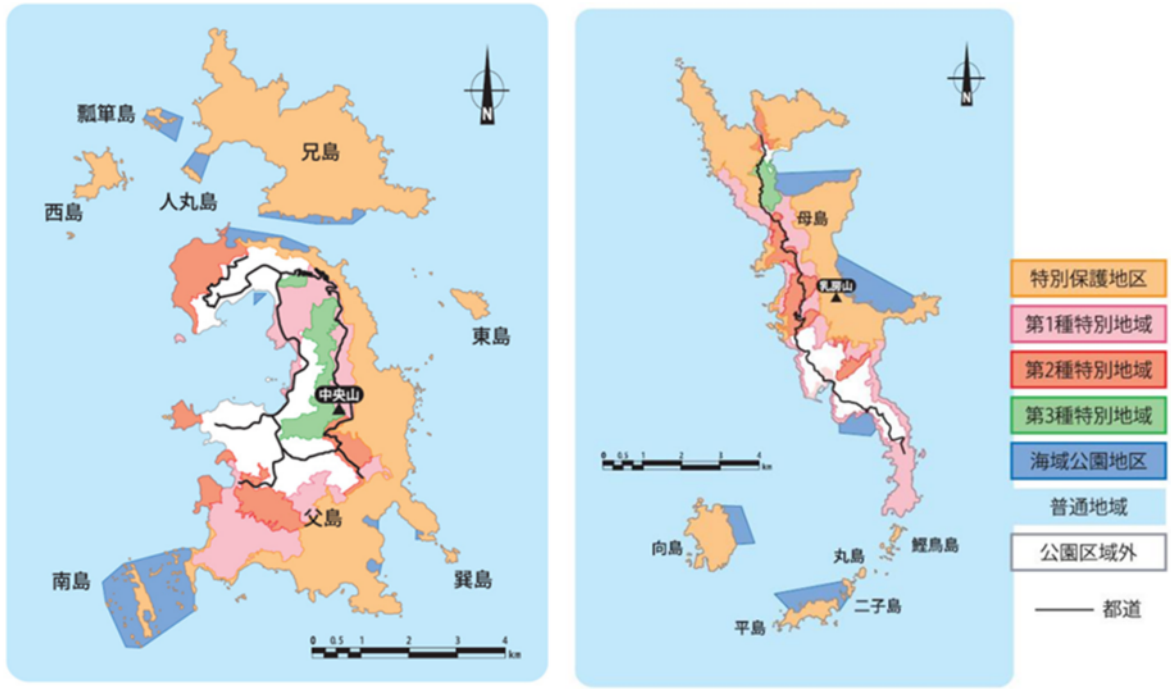 N
瓢箪島
兄島
西島
人丸島
東島
中央山
父島
南島
巽島
0 0.5 1 2 3 4
km
N
母島
乳房山
0 0.5 1 2 3 4
km
向島
丸島
鰹鳥島
二子島
平島
特別保護地区
第1種特別地域
第2種特別地域
第3種特別地域
海域公園地区
普通地域
公園区域外
都道